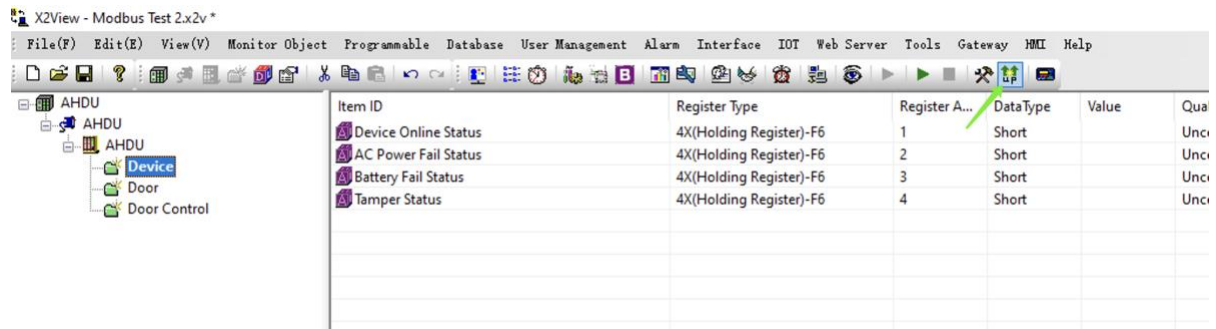 X2View - Modbus Test 2.x2v *
File(F) Edit(E) View(V) Monitor Object Programmable Database User Management Alarm Interface IOT Web Server Tools Gateway HMI Help
B UP
AHDU
AHDU
AHDU
Device
Door
Door Control
Item ID Register Type Register A... DataType Value Qual
Device Online Status 4X(Holding Register)-F6 1 Short Unc
AC Power Fail Status 4X(Holding Register)-F6 2 Short Unc
Battery Fail Status 4X(Holding Register)-F6 3 Short Unc
Tamper Status 4X(Holding Register)-F6 4 Short Unc